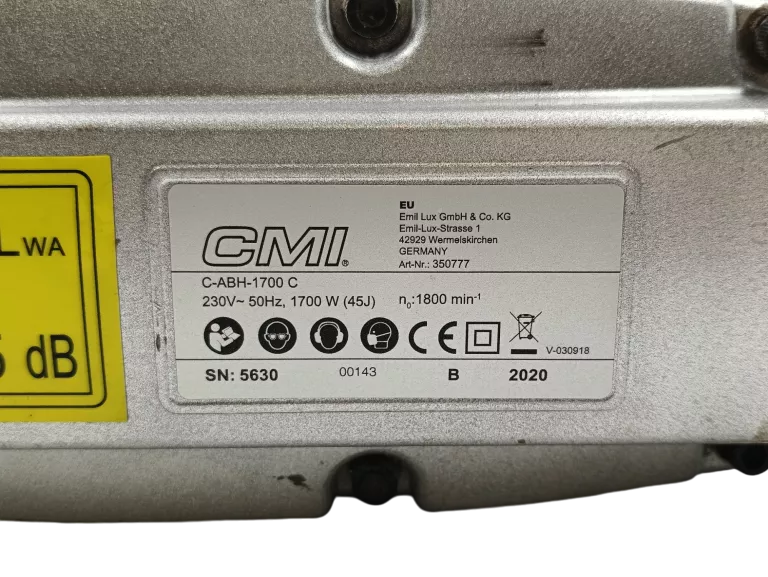 LWA
dB
CMI®
EU
Emil Lux GmbH & Co. KG
Emil-Lux-Strasse 1
42929 Wermelskirchen
GERMANY
Art-Nr.: 350777
C-ABH-1700 C
230V~ 50Hz, 1700 W (45J) n₀:1800 min⁻¹
CE
V-030918
SN: 5630 00143 B 2020